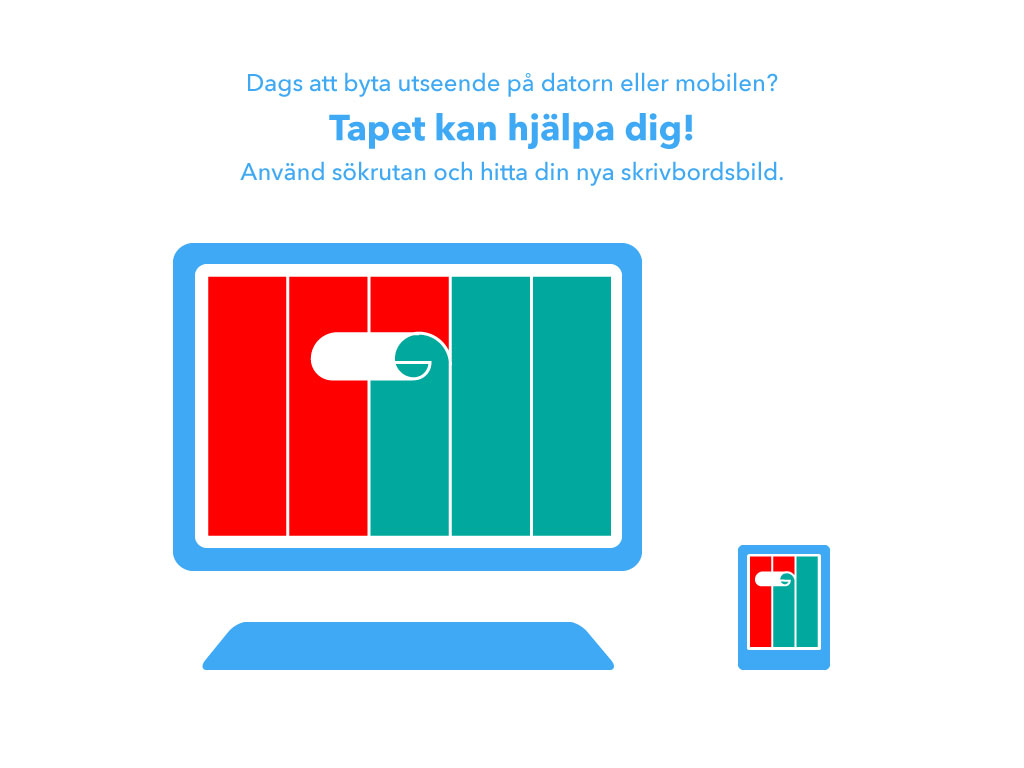 Dags att byta utseende på datorn eller mobilen?
Tapet kan hjälpa dig!
Använd sökrutan och hitta din nya skrivbordsbild.